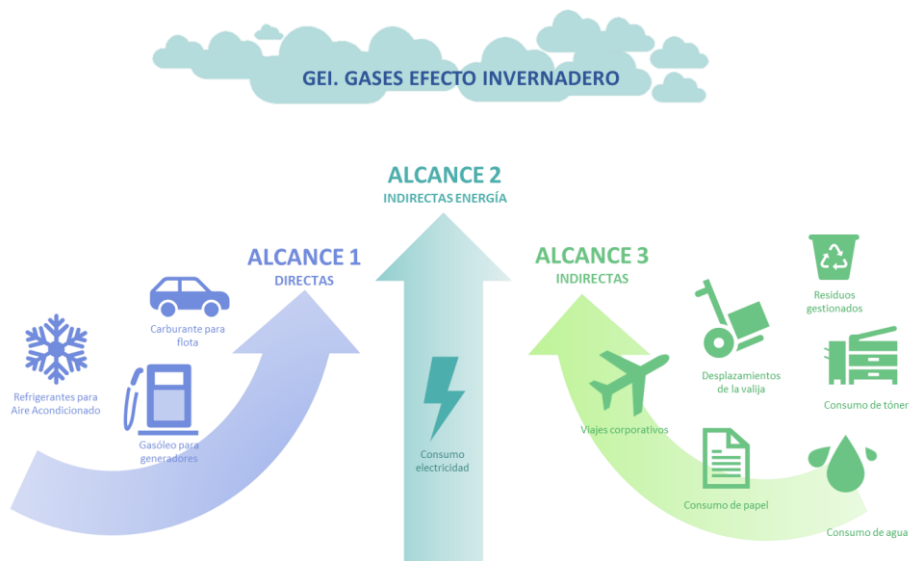 GEI. GASES EFECTO INVERNADERO
ALCANCE 2
INDIRECTAS ENERGÍA
ALCANCE 1
DIRECTAS
ALCANCE 3
INDIRECTAS
Carburante para
flota
Refrigerantes para
Aire Acondicionado
Gasóleo para
generadores
Consumo
electricidad
Residuos
gestionados
Desplazamientos
de la valija
Consumo de tóner
Viajes corporativos
Consumo de papel
Consumo de agua